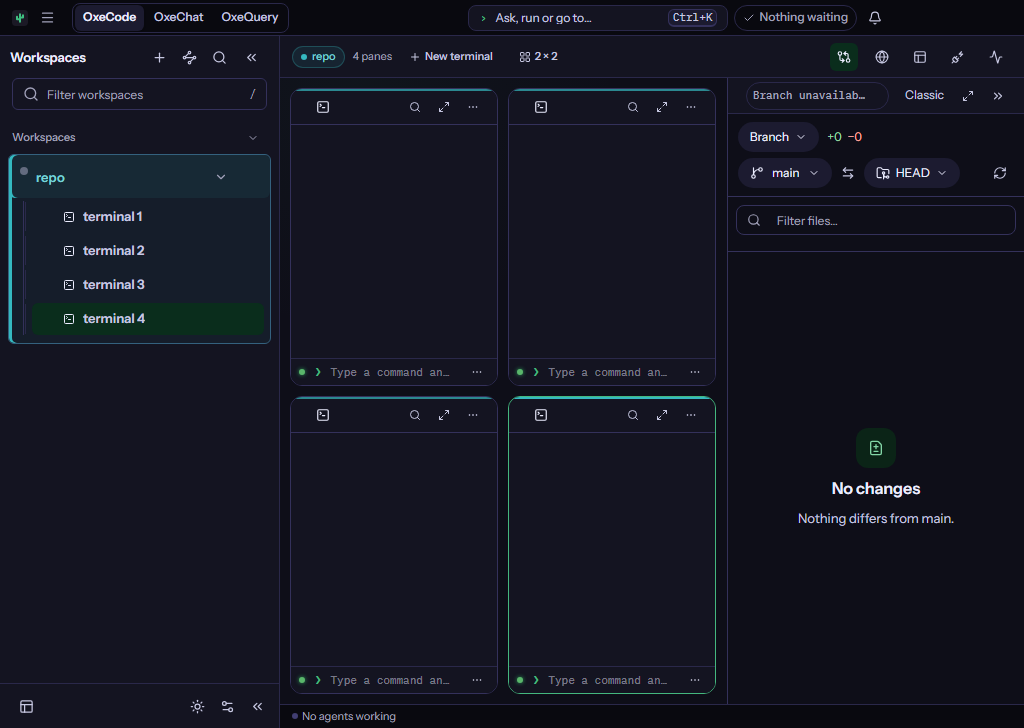 OxeCode OxeChat OxeQuery
Ask, run or go to... Ctrl+K
Nothing waiting
Workspaces
Filter workspaces /
Workspaces
repo
terminal 1
terminal 2
terminal 3
terminal 4
repo 4 panes + New terminal 2×2
Type a command an…
Type a command an…
Type a command an…
Type a command an…
Branch unavailab… Classic
Branch +0 −0
main HEAD
Filter files...
No changes
Nothing differs from main.
No agents working